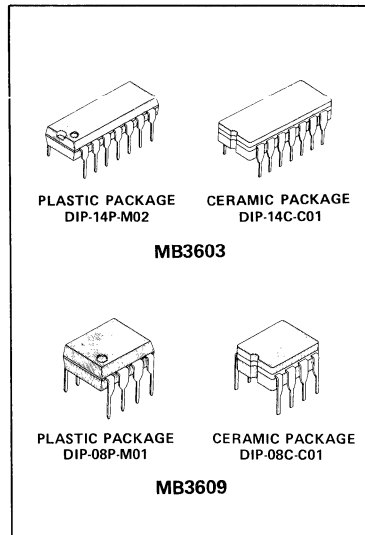 PLASTIC PACKAGE CERAMIC PACKAGE
DIP-14P-M02 DIP-14C-C01
MB3603
PLASTIC PACKAGE CERAMIC PACKAGE
DIP-08P-M01 DIP-08C-C01
MB3609